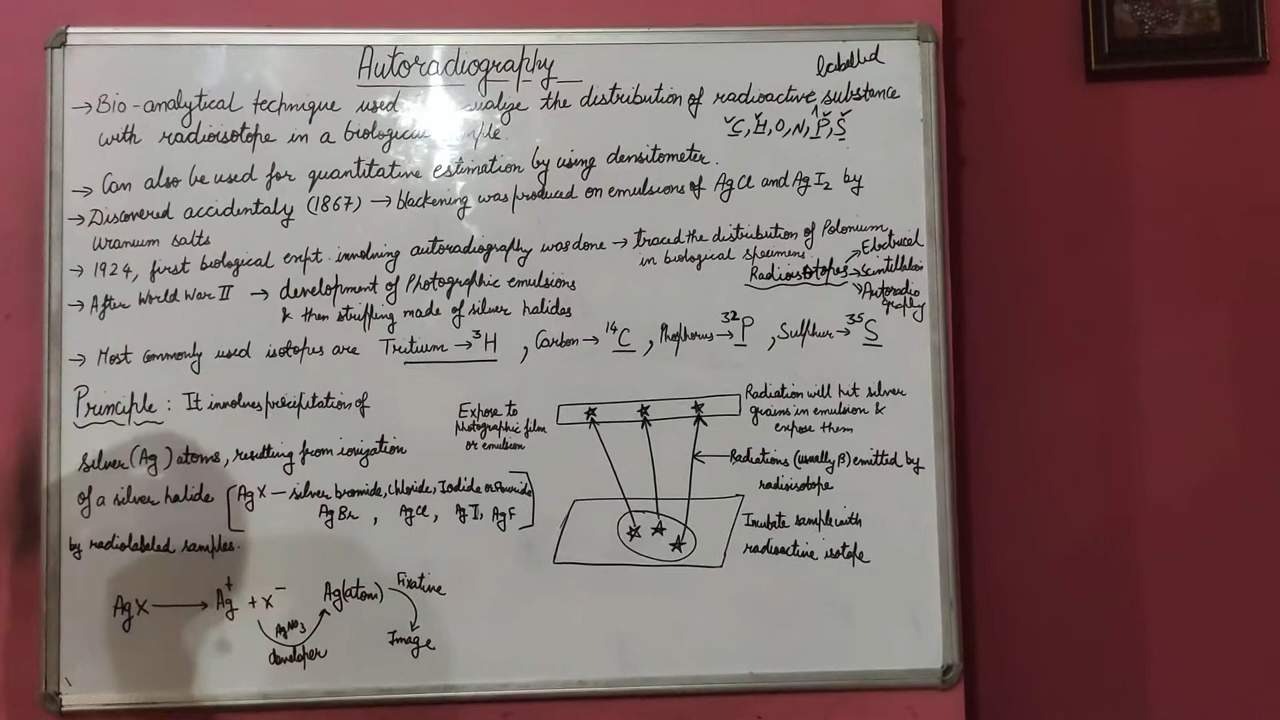 Autoradiography
labelled
→ Bio-analytical technique used ualize the distribution of radioactive ^ substance
with radioisotope in a biological mple.
C, H, O, N, P, S
→ Can also be used for quantitative estimation by using densitometer.
→ Discovered accidentaly (1867) → blackening was produced on emulsions of AgCl and AgI2 by
Uranium salts
→ 1924, first biological expt. involving autoradiography was done → traced the distribution of Polonium
in biological specimens.
Radioisotopes → Electrical
→ Scintillation
→ Autoradio
graphy
→ After World War II → development of Photographic emulsions
& then stripping made of silver halides
→ Most commonly used isotopes are Tritium → ³H , Carbon → ¹⁴C , Phosphorus → ³²P , Sulphur → ³⁵S
Principle : It involves precipitation of
silver (Ag) atoms, resulting from ionization
of a silver halide [AgX — silver bromide, Chloride, Iodide or Flouride
AgBr , AgCl , AgI, AgF]
by radiolabeled samples.
AgX → Ag⁺ + X⁻
AgNO3
developer
Ag(atom)
Fixative
Image
Expose to
photographic film
or emulsion
Radiation will hit silver
grains in emulsion &
expose them
Radiations (usually β) emitted by
radioisotope
Incubate sample with
radioactive isotope